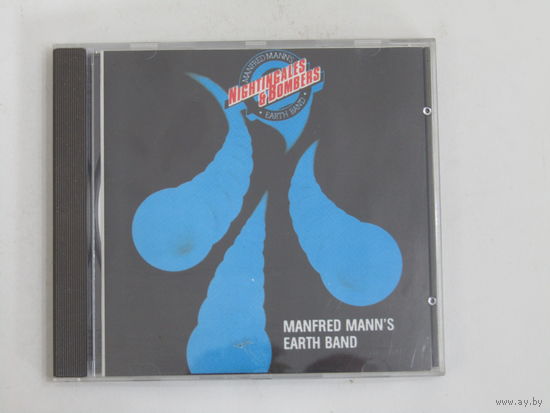 MANFRED MANN'S
NIGHTINGALES
& BOMBERS
• EARTH BAND •
MANFRED MANN'S
EARTH BAND
www.ay.by